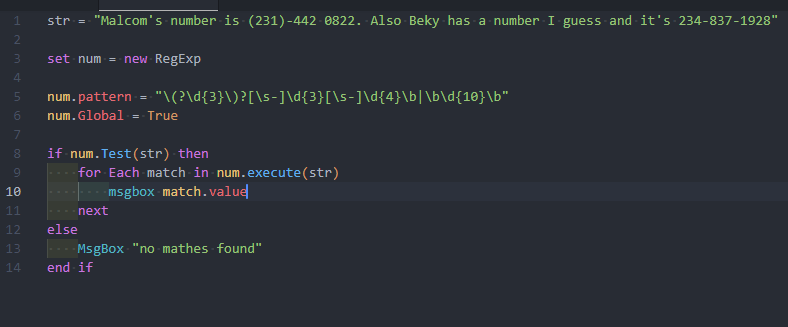 1 str = "Malcom's number is (231)-442 0822. Also Beky has a number I guess and it's 234-837-1928"
2
3 set num = new RegExp
4
5 num.pattern = "\(?\d{3}\)?[\s-]\d{3}[\s-]\d{4}\b|\b\d{10}\b"
6 num.Global = True
7
8 if num.Test(str) then
9 for Each match in num.execute(str)
10 msgbox match.value
11 next
12 else
13 MsgBox "no mathes found"
14 end if